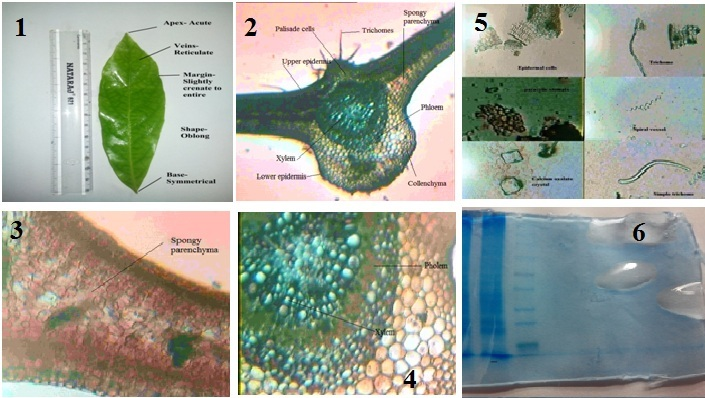 1
Apex- Acute
Veins-
Reticulate
Margin-
Slightly
crenate to
entire
Shape-
Oblong
Base-
Symmetrical
NATARAJ
2
Palisade cells
Trichomes
Spongy
parenchyma
Upper epidermis
Phloem
Xylem
Lower epidermis
Collenchyma
5
Epidermal cells
Trichome
Spiral vessel
Calcium oxalate
crystal
Simple trichome
3
Spongy
parenchyma
Pholem
Xylem
4
6